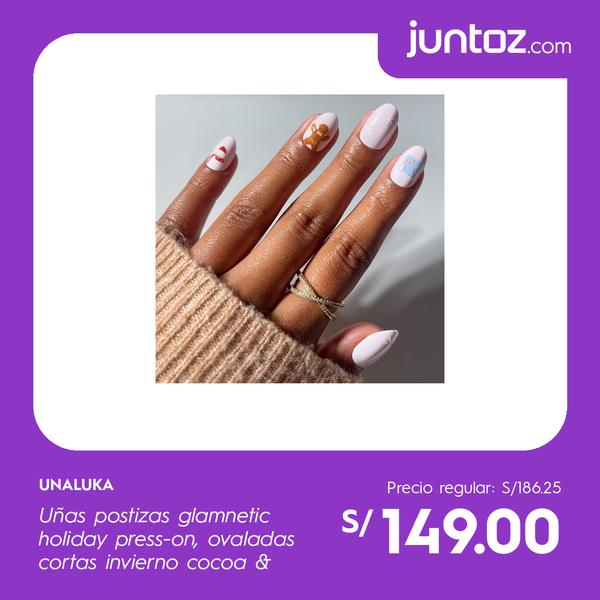 juntoz.com
UNALUKA
Uñas postizas glamnetic
holiday press-on, ovaladas
cortas invierno cocoa &
Precio regular: S/186.25
S/149.00